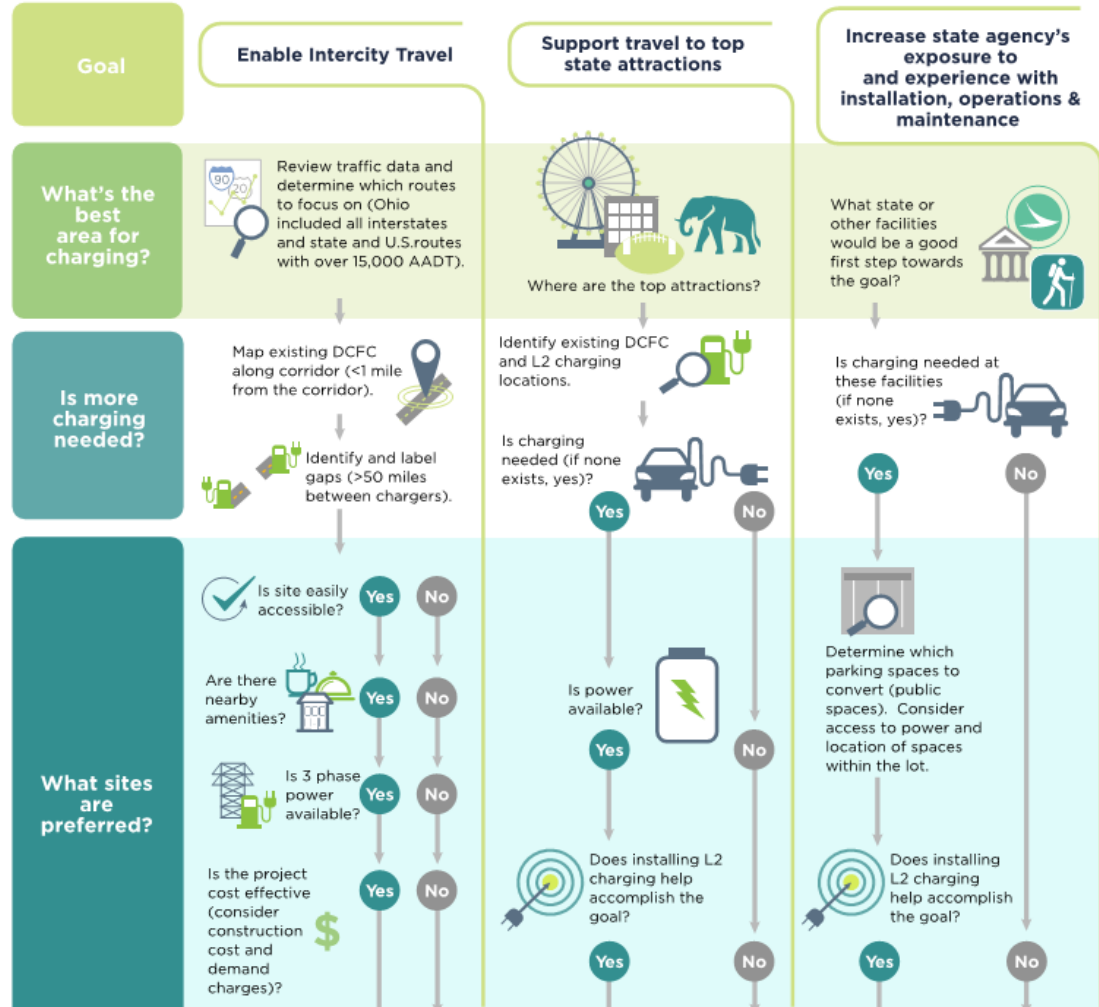 Goal
Enable Intercity Travel
Support travel to top
state attractions
Increase state agency's
exposure to
and experience with
installation, operations &
maintenance
What's the
best
area for
charging?
90
20
Review traffic data and
determine which routes
to focus on (Ohio
included all interstates
and state and U.S.routes
with over 15,000 AADT).
Where are the top attractions?
What state or
other facilities
would be a good
first step towards
the goal?
Is more
charging
needed?
Map existing DCFC
along corridor (<1 mile
from the corridor).
Identify and label
gaps (>50 miles
between chargers).
Identify existing DCFC
and L2 charging
locations.
Is charging
needed (if none
exists, yes)?
Yes
No
Is charging needed at
these facilities
(if none
exists, yes)?
Yes
No
What sites
are
preferred?
Is site easily
accessible?
Yes
No
Are there
nearby
amenities?
Yes
No
Is 3 phase
power
available?
Yes
No
Is the project
cost effective
(consider
construction
cost and
demand
charges)?
$
Yes
No
Is power
available?
Yes
No
Does installing L2
charging help
accomplish the
goal?
Yes
No
Determine which
parking spaces to
convert (public
spaces). Consider
access to power and
location of spaces
within the lot.
Does installing
L2 charging
help accomplish
the goal?
Yes
No